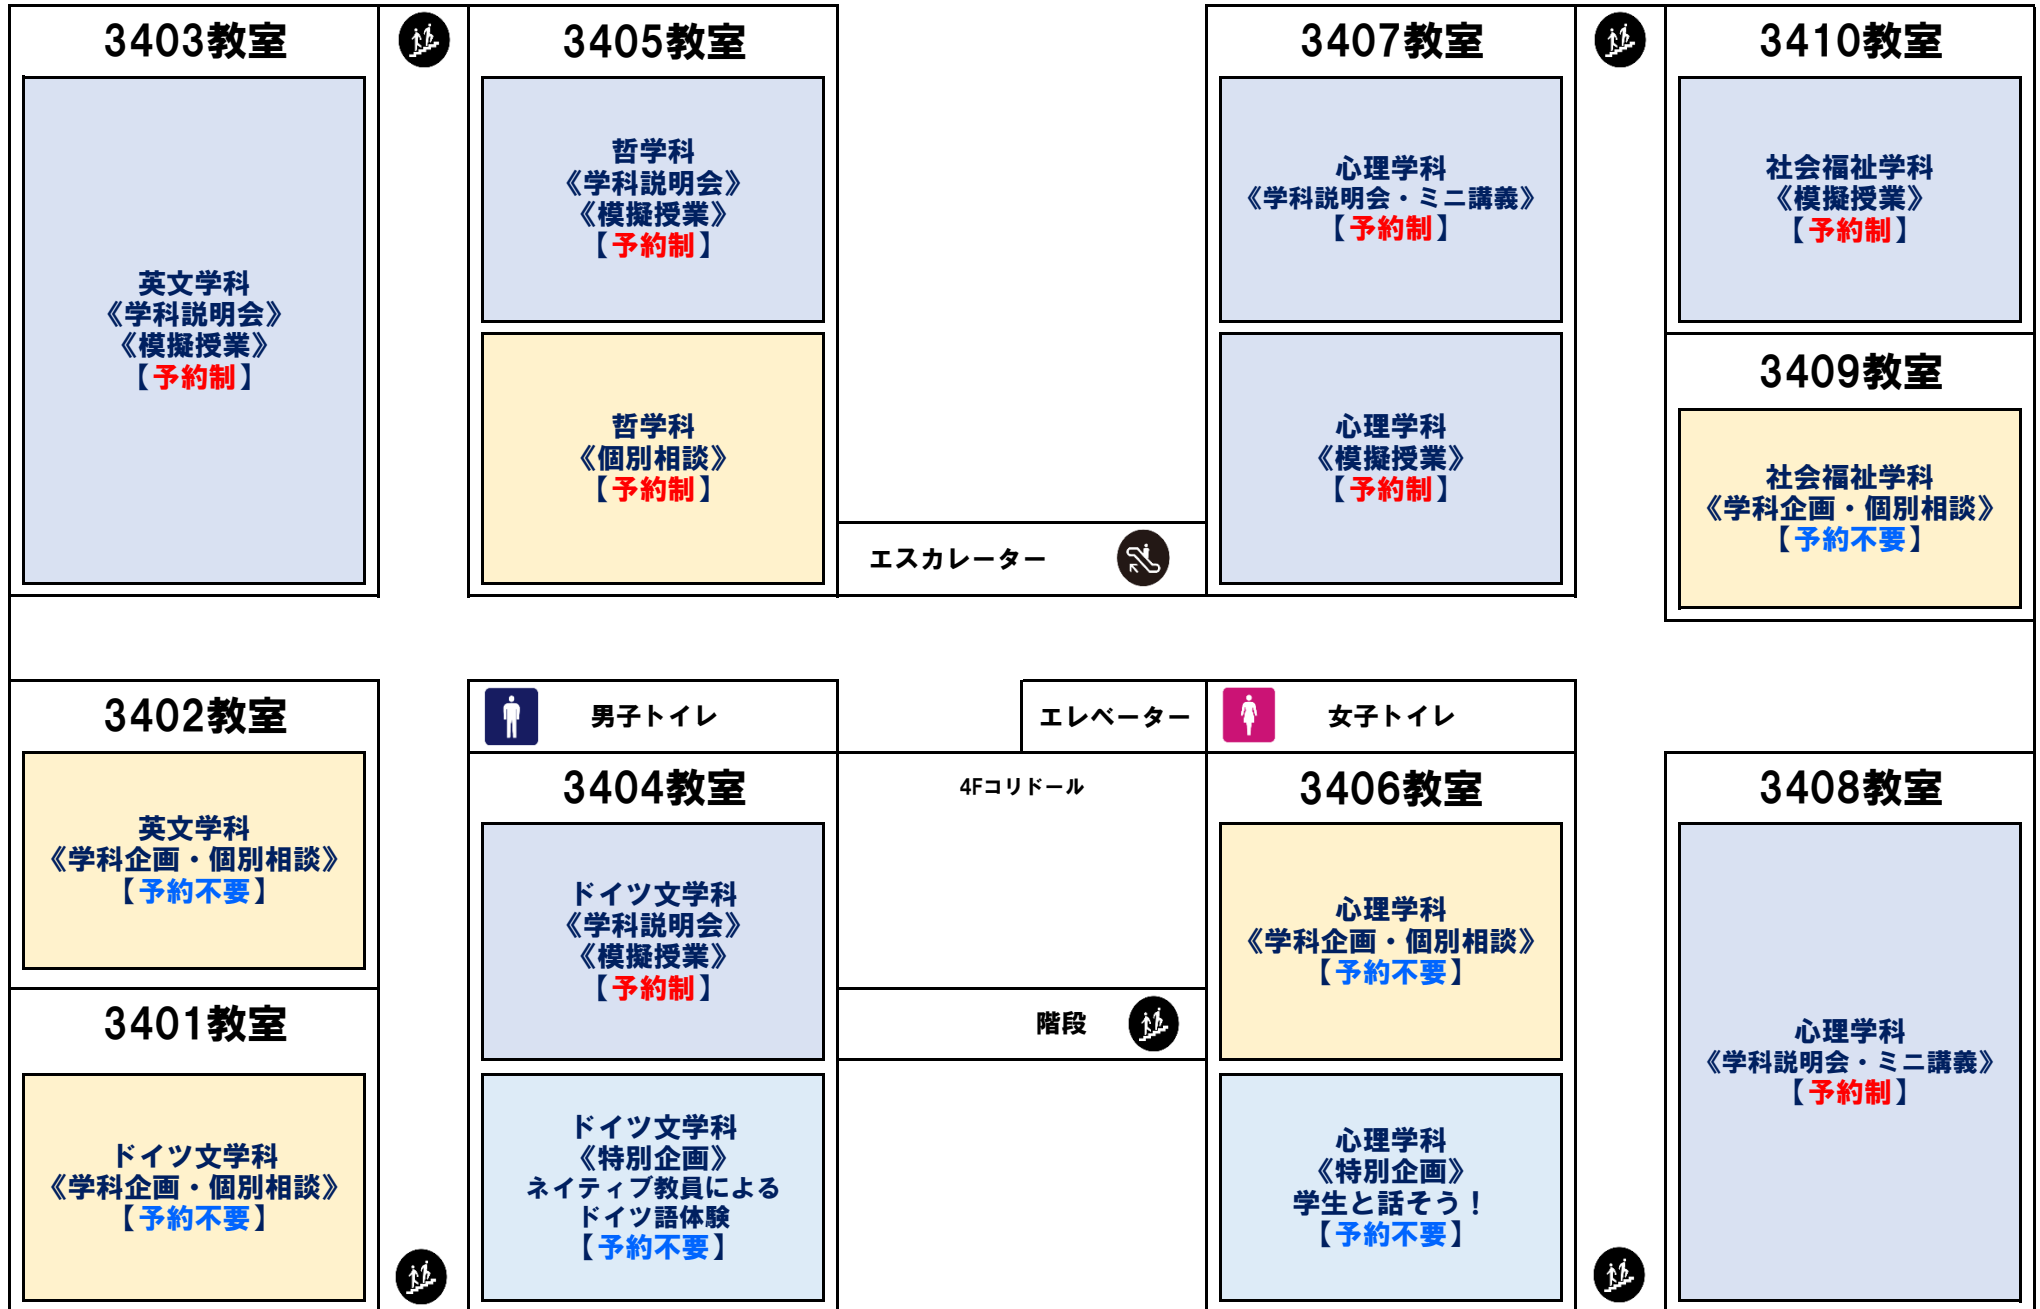 3403教室
英文学科
《学科説明会》
《模擬授業》
【予約制】
3405教室
哲学科
《学科説明会》
《模擬授業》
【予約制】
哲学科
《個別相談》
【予約制】
エスカレーター
3407教室
心理学科
《学科説明会・ミニ講義》
【予約制】
心理学科
《模擬授業》
【予約制】
3410教室
社会福祉学科
《模擬授業》
【予約制】
3409教室
社会福祉学科
《学科企画・個別相談》
【予約不要】
3402教室
英文学科
《学科企画・個別相談》
【予約不要】
3401教室
ドイツ文学科
《学科企画・個別相談》
【予約不要】
男子トイレ
3404教室
ドイツ文学科
《学科説明会》
《模擬授業》
【予約制】
ドイツ文学科
《特別企画》
ネイティブ教員による
ドイツ語体験
【予約不要】
エレベーター
4Fコリドール
階段
女子トイレ
3406教室
心理学科
《学科企画・個別相談》
【予約不要】
心理学科
《特別企画》
学生と話そう！
【予約不要】
3408教室
心理学科
《学科説明会・ミニ講義》
【予約制】